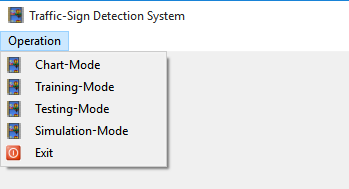 Traffic-Sign Detection System
Operation
Chart-Mode
Training-Mode
Testing-Mode
Simulation-Mode
Exit